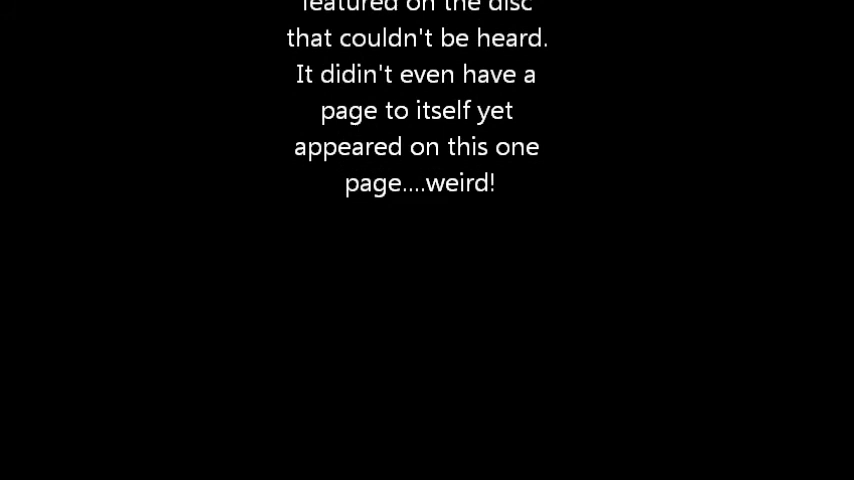 featured on the disc
that couldn't be heard.
It didin't even have a
page to itself yet
appeared on this one
page....weird!